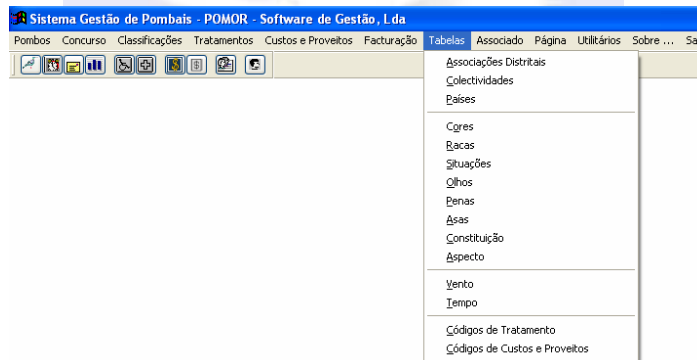 Sistema Gestão de Pombais - POMOR - Software de Gestão, Lda
Pombos Concurso Classificações Tratamentos Custos e Proveitos Facturação Tabelas Associado Página Utilitários Sobre ... Sa
Associações Distritais
Colectividades
Países
Cores
Racas
Situações
Olhos
Penas
Asas
Constituição
Aspecto
Vento
Tempo
Códigos de Tratamento
Códigos de Custos e Proveitos